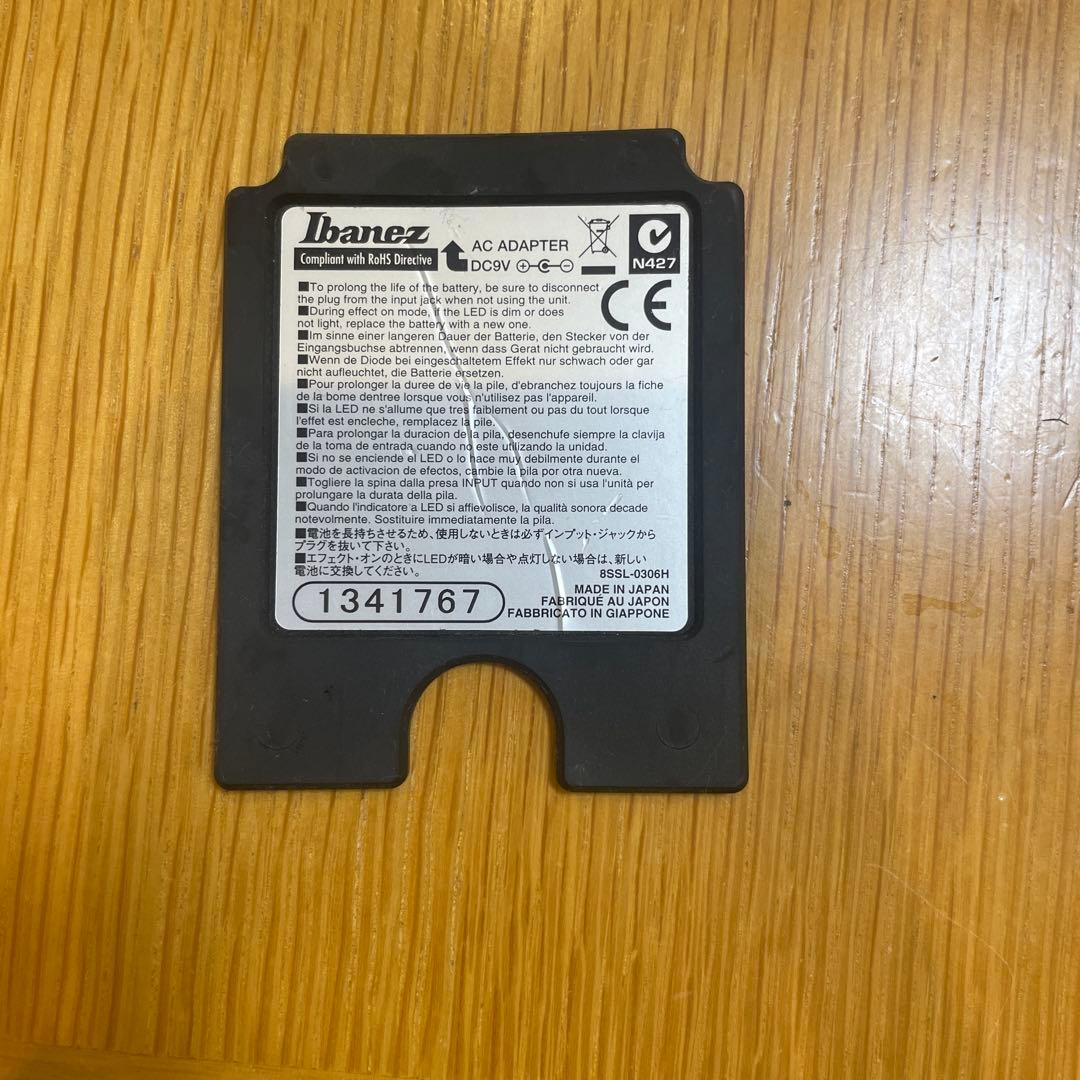 Ibanez
Compliant with RoHS Directive
AC ADAPTER
DC9V
N427
CE
■To prolong the life of the battery, be sure to disconnect
the plug from the input jack when not using the unit.
■During effect on mode, if the LED is dim or does
not light, replace the battery with a new one.
■Im sinne einer langeren Dauer der Batterie, den Stecker von der
Eingangsbuchse abtrennen, wenn dass Gerat nicht gebraucht wird.
■Wenn de Diode bei eingeschaltetem Effekt nur schwach oder gar
nicht aufleuchtet, die Batterie ersetzen.
■Pour prolonger la duree de vie la pile, d'ebranchez toujours la fiche
de la bome dentree lorsque vous n'utilisez pas l'appareil.
■Si la LED ne s'allume que tres faiblement ou pas du tout lorsque
l'effet est encleche, remplacez la pile.
■Para prolongar la duracion de la pila, desenchufe siempre la clavija
de la toma de entrada cuando no este utilizando la unidad.
■Si no se enciende el LED o lo hace muy debilmente durante el
modo de activacion de efectos, cambie la pila por otra nueva.
■Togliere la spina dalla presa INPUT quando non si usa l'unità per
prolungare la durata della pila.
■Quando l'indicatore a LED si affievolisce, la qualità sonora decade
notevolmente. Sostituire immediatamente la pila.
■電池を長持ちさせるため、使用しないときは必ずインプット・ジャックから
プラグを抜いて下さい。
■エフェクト・オンのときにLEDが暗い場合や点灯しない場合は、新しい
電池に交換してください。
8SSL-0306H
1341767
MADE IN JAPAN
FABRIQUÉ AU JAPON
FABBRICATO IN GIAPPONE